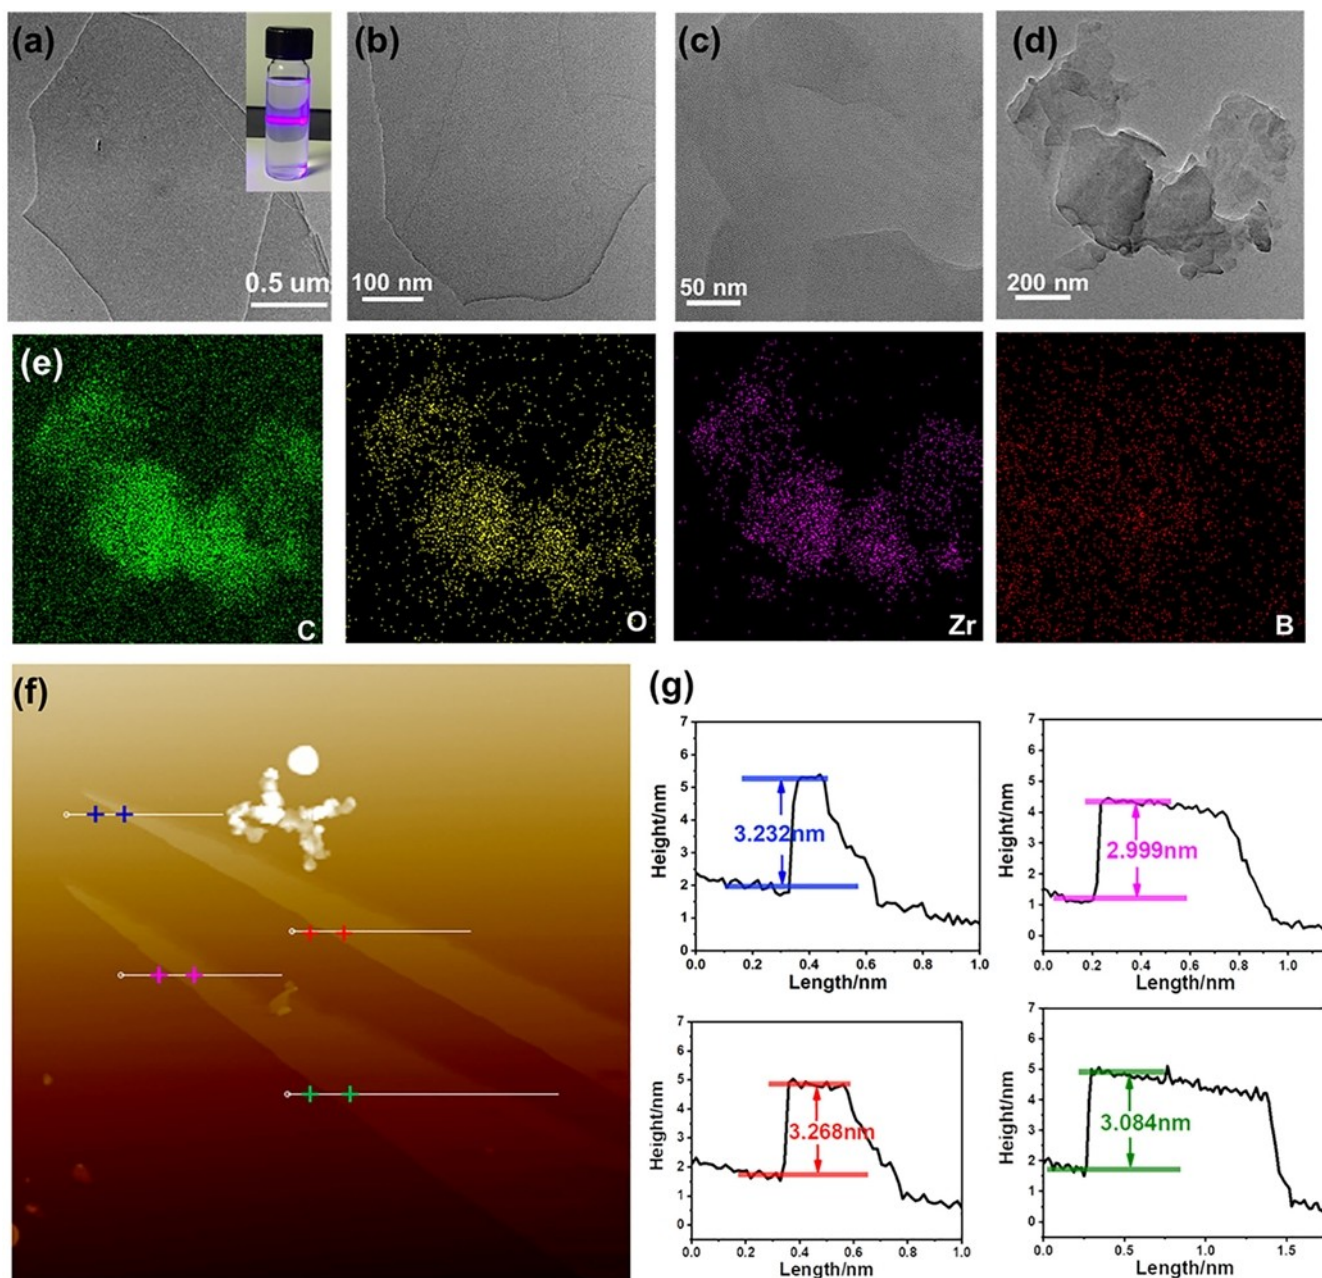 (a)
(b)
(c)
(d)
0.5 um
100 nm
50 nm
200 nm
(e)
C
O
Zr
B
(f)
(g)
7
6
5
4
3
2
1
0
Height/nm
3.232nm
0.0 0.2 0.4 0.6 0.8 1.0
Length/nm
7
6
5
4
3
2
1
0
Height/nm
2.999nm
0.0 0.2 0.4 0.6 0.8 1.0
Length/nm
7
6
5
4
3
2
1
0
Height/nm
3.268nm
0.0 0.2 0.4 0.6 0.8 1.0
Length/nm
7
6
5
4
3
2
1
0
Height/nm
3.084nm
0.0 0.5 1.0 1.5
Length/nm